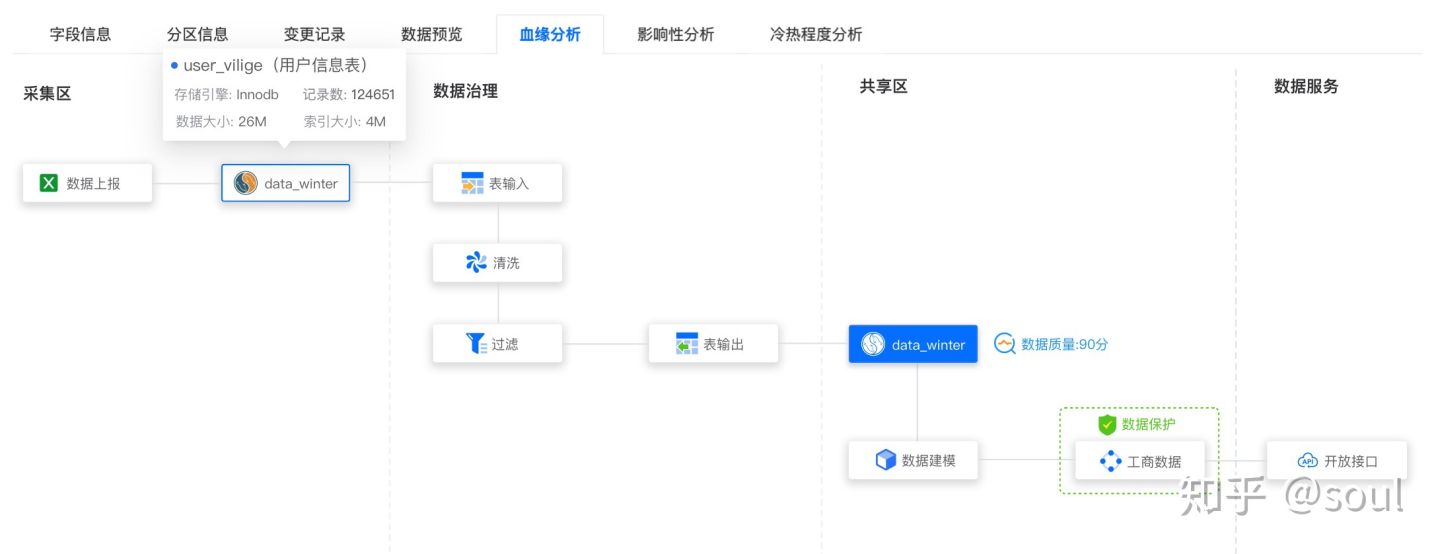 字段信息 分区信息 变更记录 数据预览 血缘分析 影响性分析 冷热程度分析
user_vilige（用户信息表）
存储引擎: Innodb 记录数: 124651
数据大小: 26M 索引大小: 4M
采集区 数据治理 共享区 数据服务
数据上报 data_winter 表输入
清洗
过滤 表输出 data_winter 数据质量:90分
数据保护
数据建模 工商数据 API 开放接口
知乎 @soul